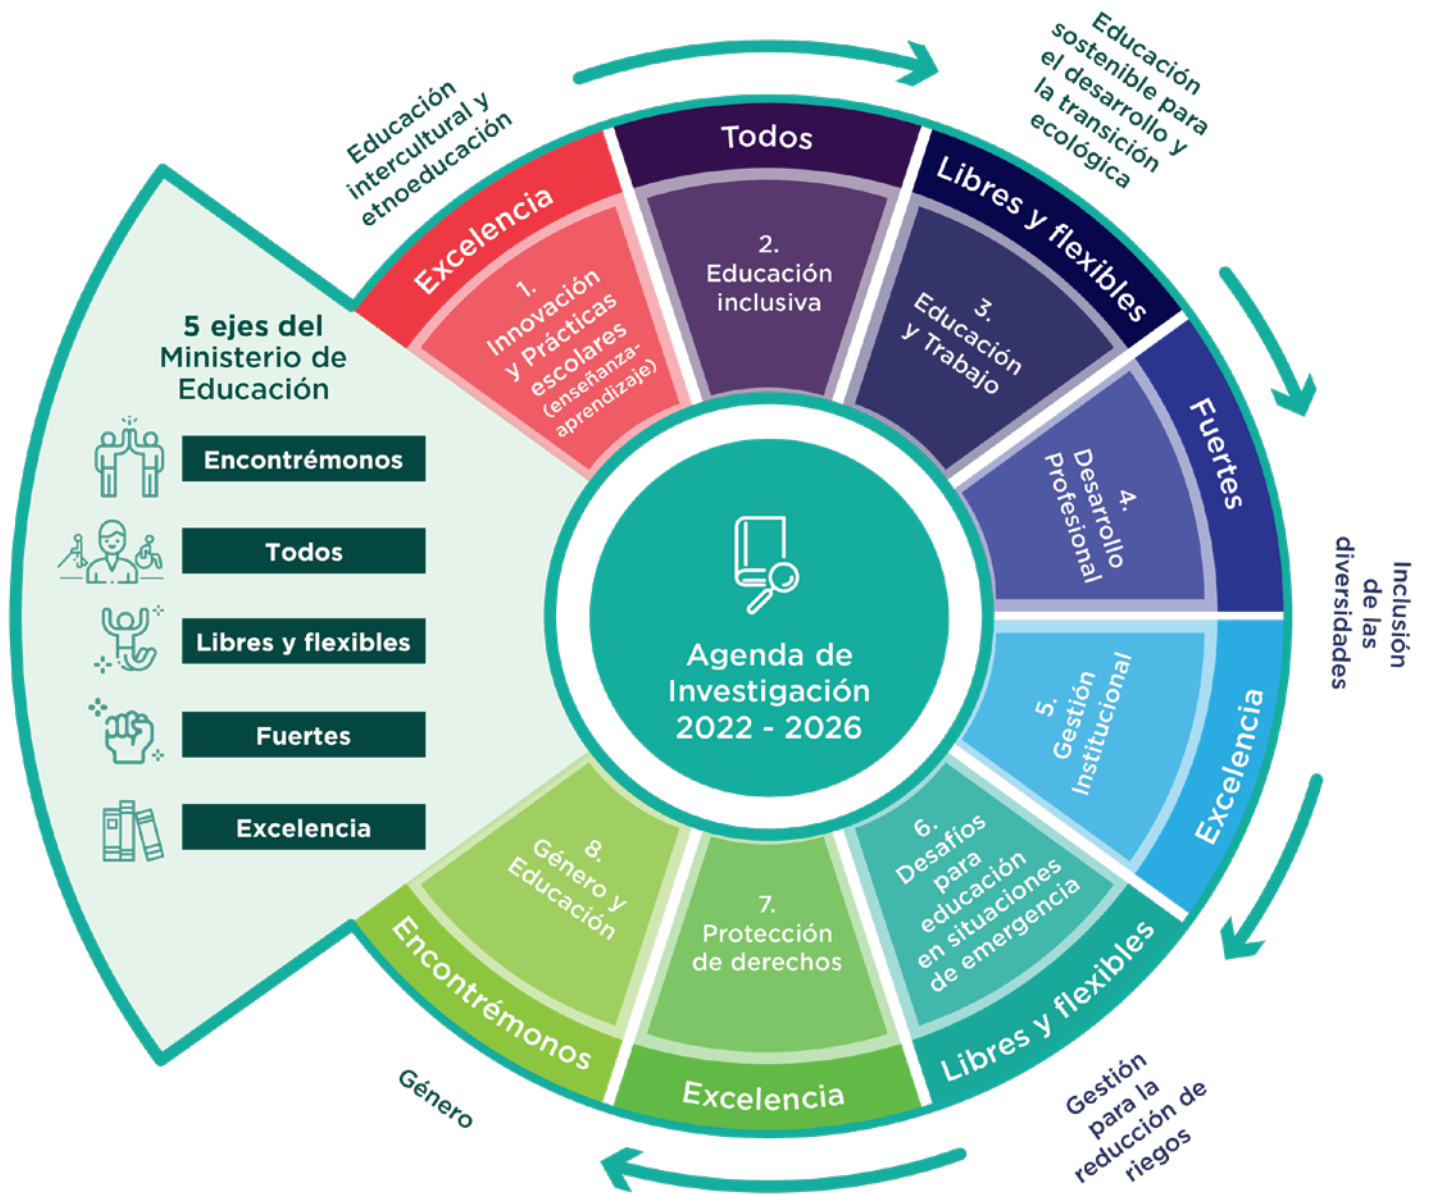 5 ejes del
Ministerio de
Educación
Encontrémonos
Todos
Libres y flexibles
Fuertes
Excelencia
Agenda de
Investigación
2022 - 2026
Educación
intercultural y
etnoeducación
Excelencia
1.
Innovación
y Prácticas
escolares
(enseñanza-
aprendizaje)
Todos
2.
Educación
inclusiva
Educación
sostenible para
el desarrollo y
la transición
ecológica
Libres y flexibles
3.
Educación
y Trabajo
Fuertes
4.
Desarrollo
Profesional
Inclusión
de las
diversidades
Excelencia
5.
Gestión
Institucional
Libres y flexibles
6.
Desafíos
para
educación
en situaciones
de emergencia
Gestión
para la
reducción de
riegos
Excelencia
7.
Protección
de derechos
Encontrémonos
8.
Género y
Educación
Género